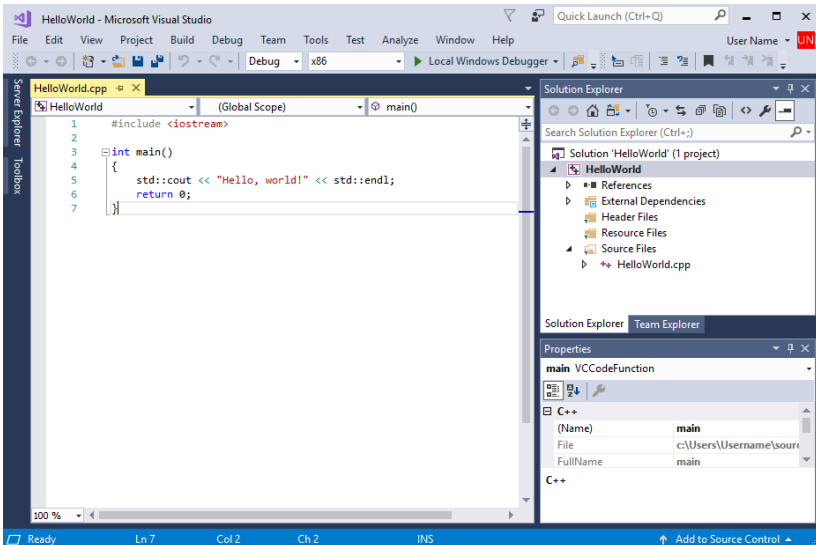 HelloWorld - Microsoft Visual Studio
Quick Launch (Ctrl+Q)
File Edit View Project Build Debug Team Tools Test Analyze Window Help
User Name UN
Debug x86 Local Windows Debugger
Server Explorer
Toolbox
HelloWorld.cpp
HelloWorld (Global Scope) main()
1 #include <iostream>
2
3 int main()
4 {
5 std::cout << "Hello, world!" << std::endl;
6 return 0;
7 }
100 %
Solution Explorer
Search Solution Explorer (Ctrl+;)
Solution 'HelloWorld' (1 project)
HelloWorld
References
External Dependencies
Header Files
Resource Files
Source Files
HelloWorld.cpp
Solution Explorer Team Explorer
Properties
main VCCodeFunction
C++
(Name) main
File c:\Users\Username\sourc
FullName main
C++
Ready Ln 7 Col 2 Ch 2 INS Add to Source Control